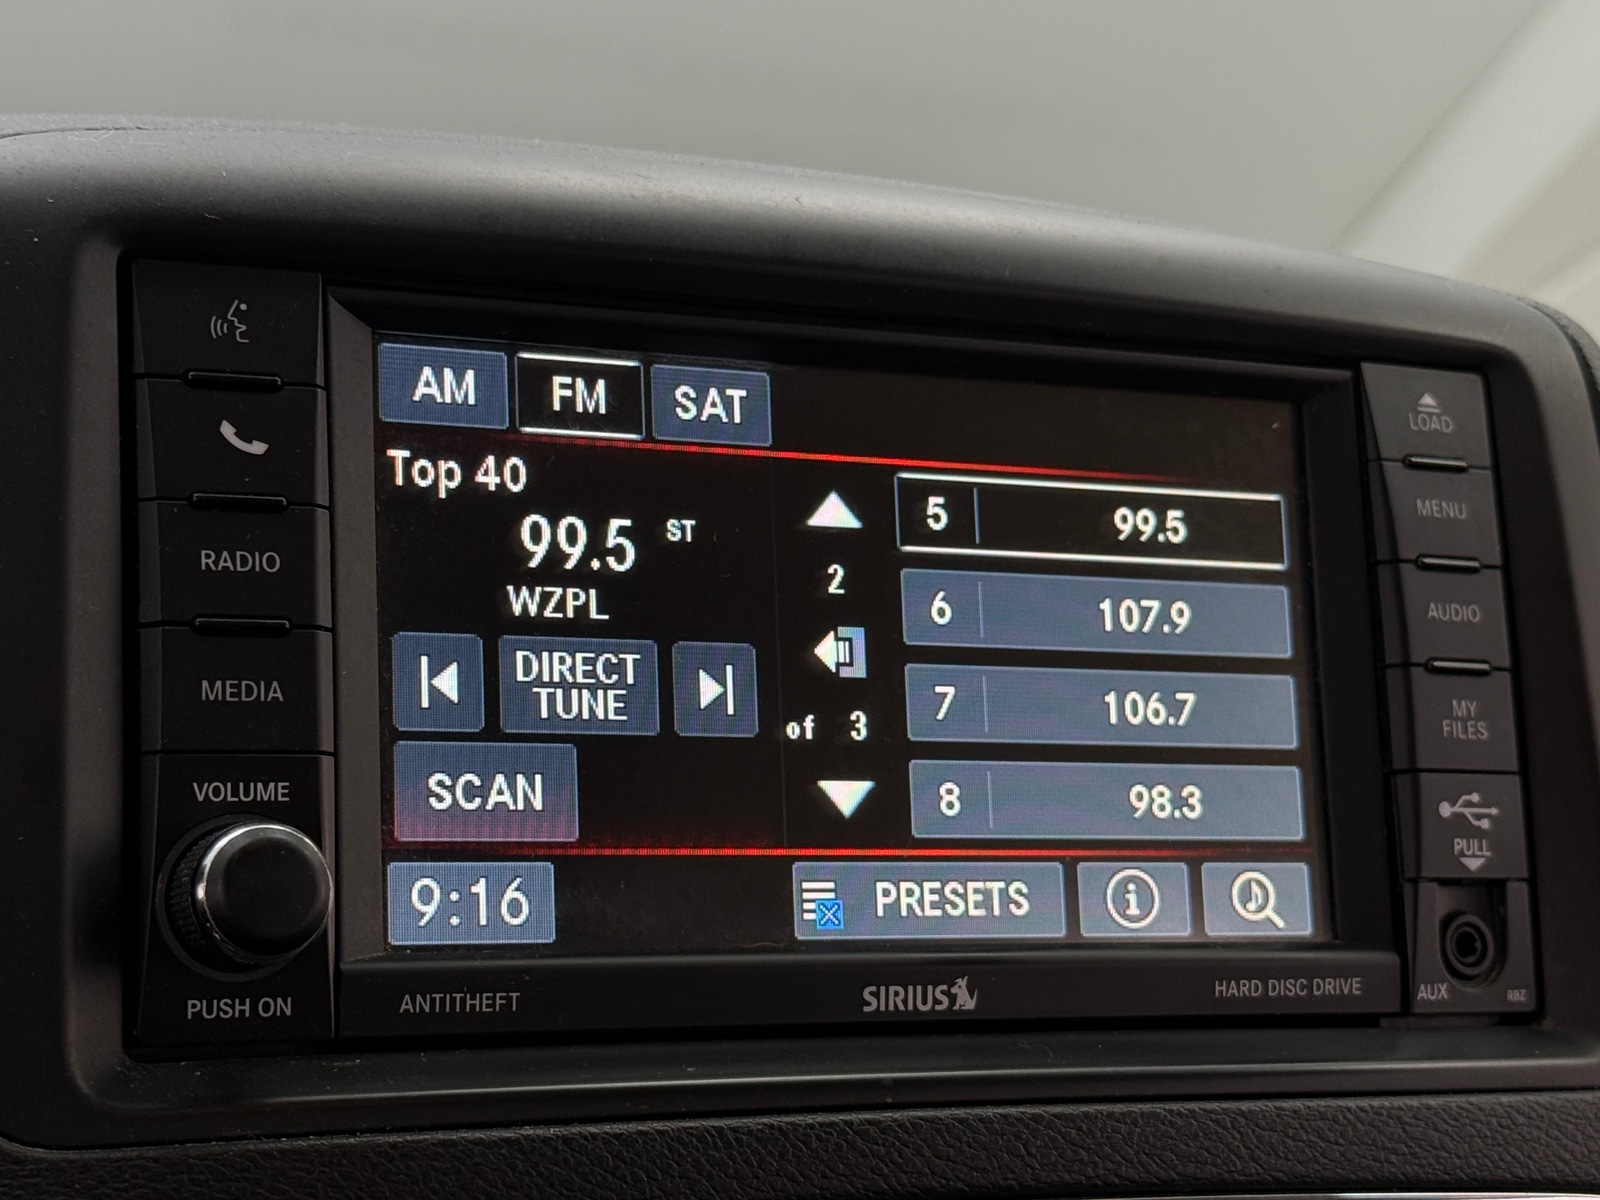 AM
FM
SAT
Top 40
99.5 ST
WZPL
DIRECT
TUNE
SCAN
2
of 3
5 99.5
6 107.9
7 106.7
8 98.3
9:16
PRESETS
i
RADIO
MEDIA
VOLUME
PUSH ON
LOAD
MENU
AUDIO
MY
FILES
PULL
AUX
RBZ
ANTITHEFT
SIRIUS
HARD DISC DRIVE